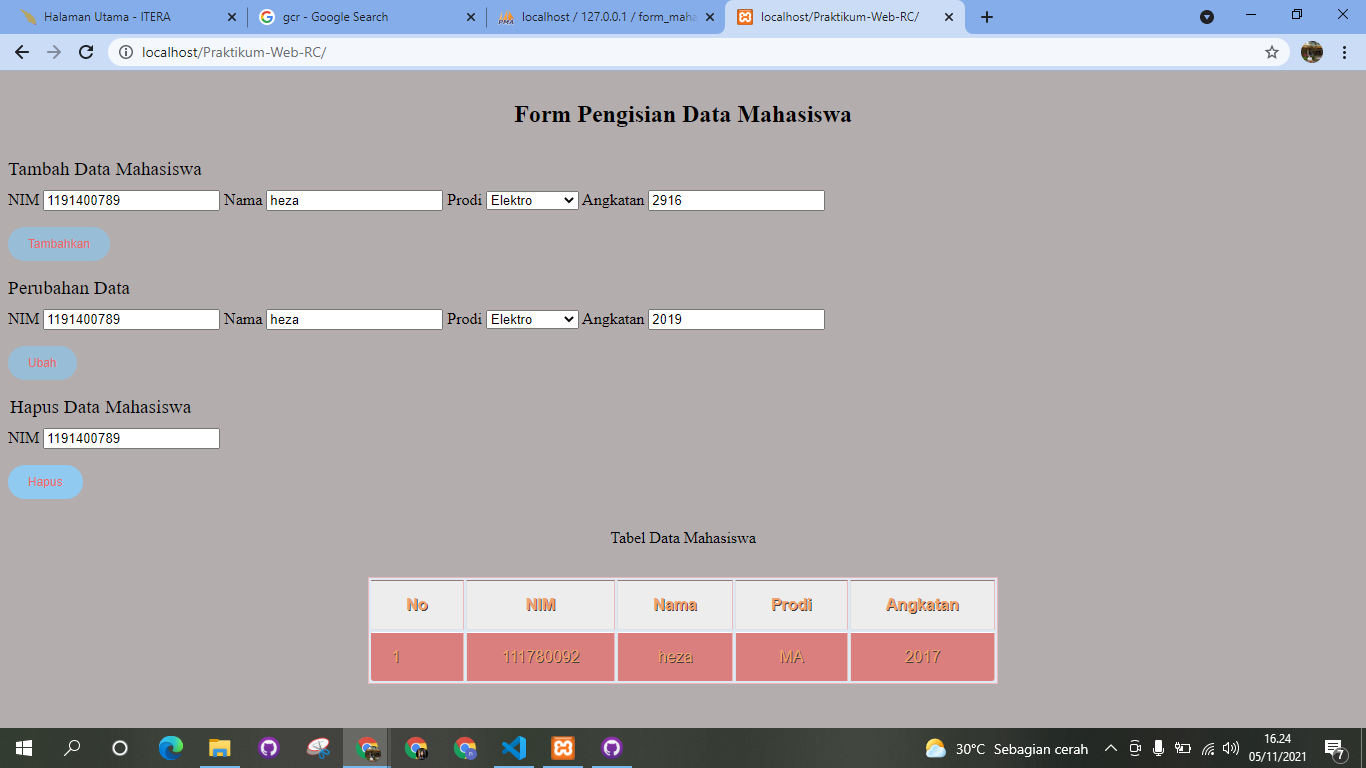 Halaman Utama - ITERA
gcr - Google Search
localhost / 127.0.0.1 / form_maha
localhost/Praktikum-Web-RC/
localhost/Praktikum-Web-RC/
Form Pengisian Data Mahasiswa
Tambah Data Mahasiswa
NIM 1191400789 Nama heza Prodi Elektro Angkatan 2916
Tambahkan
Perubahan Data
NIM 1191400789 Nama heza Prodi Elektro Angkatan 2019
Ubah
Hapus Data Mahasiswa
NIM 1191400789
Hapus
Tabel Data Mahasiswa
No NIM Nama Prodi Angkatan
1 111780092 heza MA 2017
30°C Sebagian cerah
16.24
05/11/2021
7